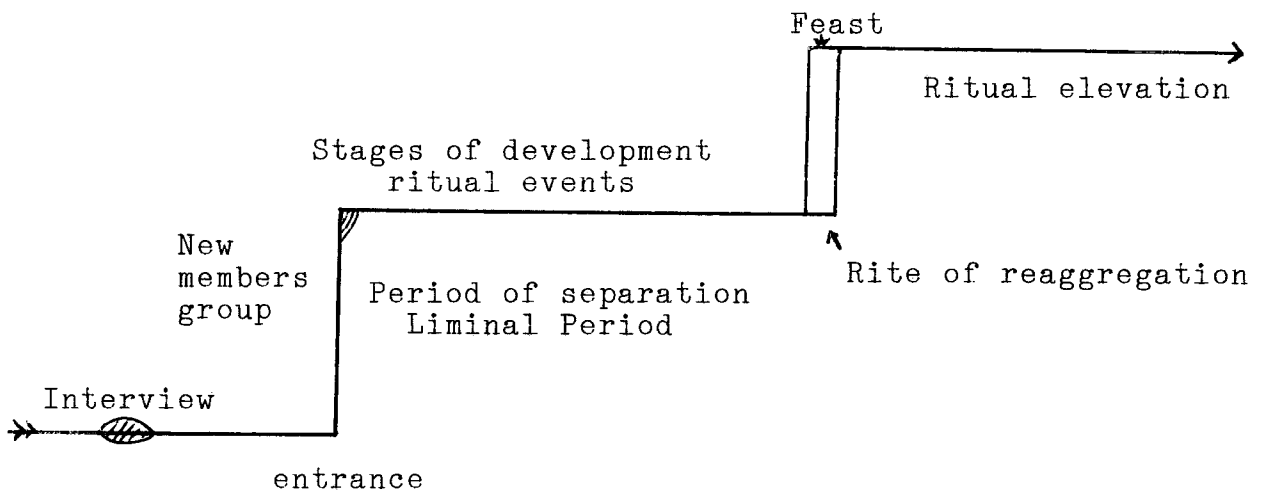 Feast
Ritual elevation
Stages of development
ritual events
New
members
group
Rite of reaggregation
Period of separation
Liminal Period
Interview
entrance